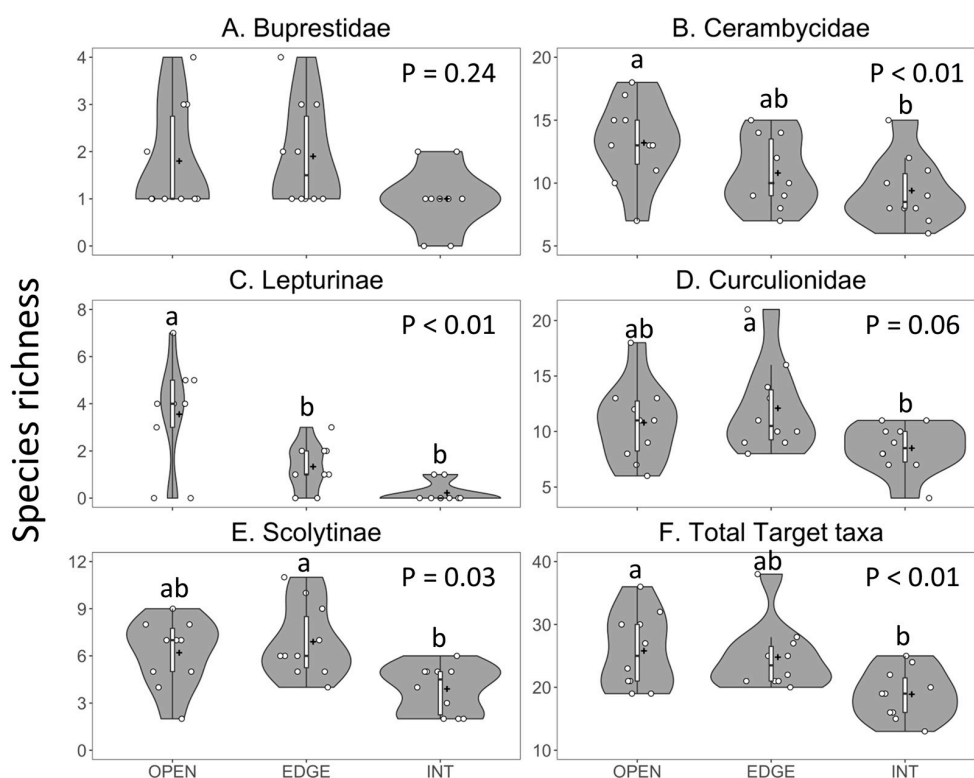 Species richness
A. Buprestidae
P = 0.24
4
3
2
1
0
B. Cerambycidae
P < 0.01
a
ab
b
20
15
10
5
C. Lepturinae
P < 0.01
a
b
b
8
6
4
2
0
D. Curculionidae
P = 0.06
ab
a
b
20
15
10
5
E. Scolytinae
P = 0.03
ab
a
b
12
9
6
3
0
OPEN EDGE INT
F. Total Target taxa
P < 0.01
a
ab
b
40
30
20
10
OPEN EDGE INT